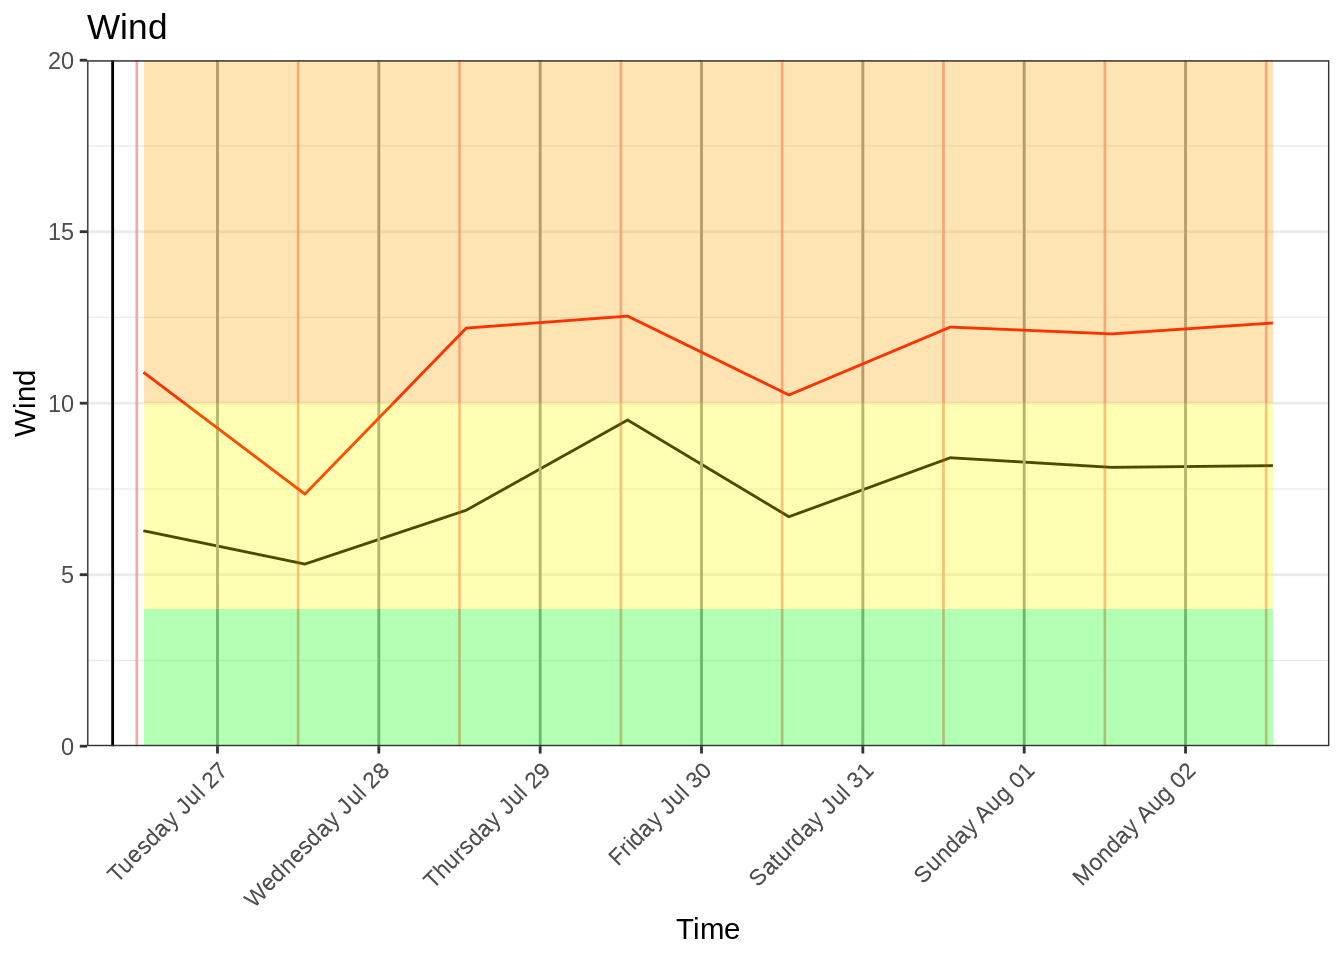 Wind
20
15
10
5
0
Wind
Tuesday Jul 27
Wednesday Jul 28
Thursday Jul 29
Friday Jul 30
Saturday Jul 31
Sunday Aug 01
Monday Aug 02
Time